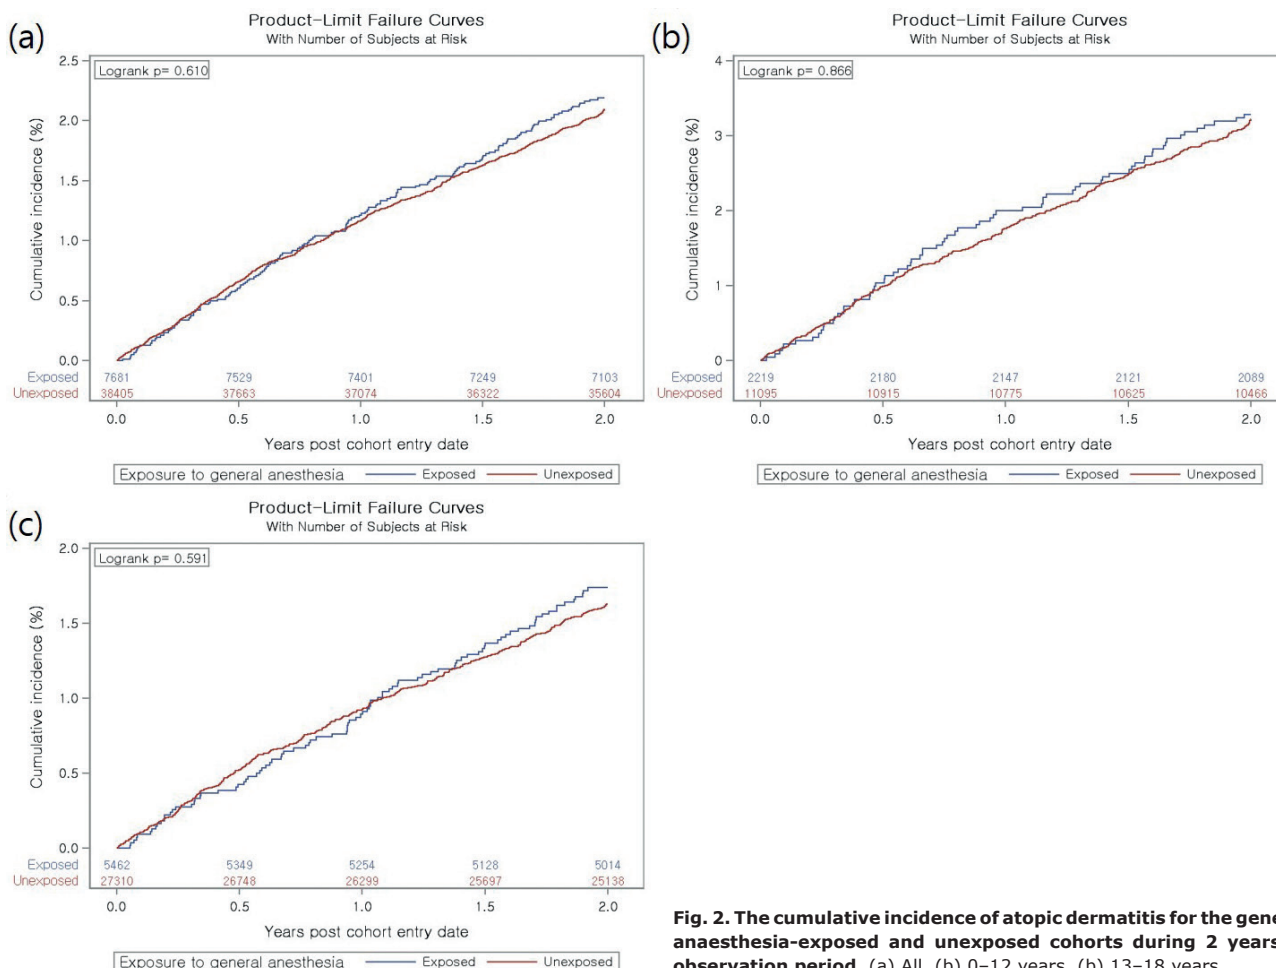 (a)
Product-Limit Failure Curves
With Number of Subjects at Risk
Logrank p= 0.610
Cumulative incidence (%)
2.5
2.0
1.5
1.0
0.5
0.0
Exposed 7681 7529 7401 7249 7103
Unexposed 38405 37663 37074 36322 35604
0.0 0.5 1.0 1.5 2.0
Years post cohort entry date
Exposure to general anesthesia Exposed Unexposed
(b)
Product-Limit Failure Curves
With Number of Subjects at Risk
Logrank p= 0.866
Cumulative incidence (%)
4
3
2
1
0
Exposed 2219 2180 2147 2121 2089
Unexposed 11095 10915 10775 10625 10466
0.0 0.5 1.0 1.5 2.0
Years post cohort entry date
Exposure to general anesthesia Exposed Unexposed
(c)
Product-Limit Failure Curves
With Number of Subjects at Risk
Logrank p= 0.591
Cumulative incidence (%)
2.0
1.5
1.0
0.5
0.0
Exposed 5462 5349 5254 5128 5014
Unexposed 27310 26748 26299 25697 25138
0.0 0.5 1.0 1.5 2.0
Years post cohort entry date
Exposure to general anesthesia Exposed Unexposed
Fig. 2. The cumulative incidence of atopic dermatitis for the gene
anaesthesia-exposed and unexposed cohorts during 2 years
observation period. (a) All. (b) 0–12 years. (b) 13–18 years.